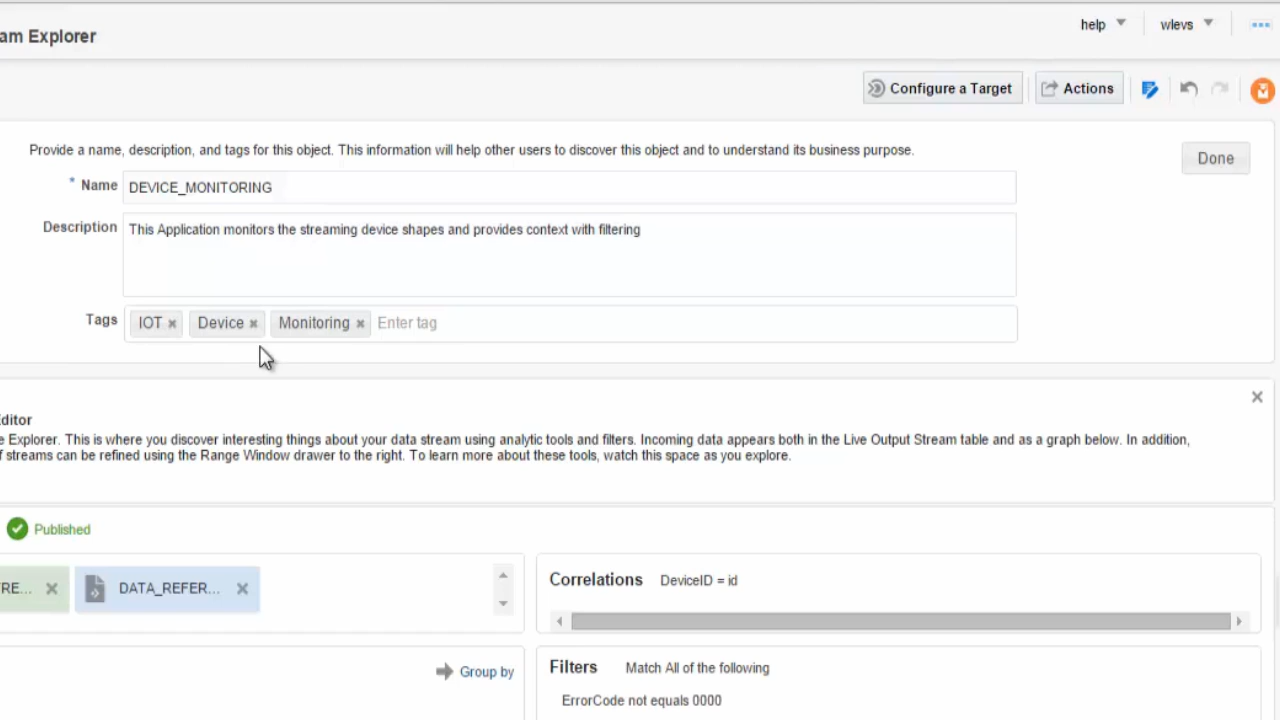 help wlevs
am Explorer
Configure a Target Actions
Provide a name, description, and tags for this object. This information will help other users to discover this object and to understand its business purpose.
Done
* Name DEVICE_MONITORING
Description This Application monitors the streaming device shapes and provides context with filtering
Tags IOT Device Monitoring Enter tag
Editor
e Explorer. This is where you discover interesting things about your data stream using analytic tools and filters. Incoming data appears both in the Live Output Stream table and as a graph below. In addition,
f streams can be refined using the Range Window drawer to the right. To learn more about these tools, watch this space as you explore.
Published
TRE... DATA_REFER...
Correlations DeviceID = id
Group by
Filters Match All of the following
ErrorCode not equals 0000